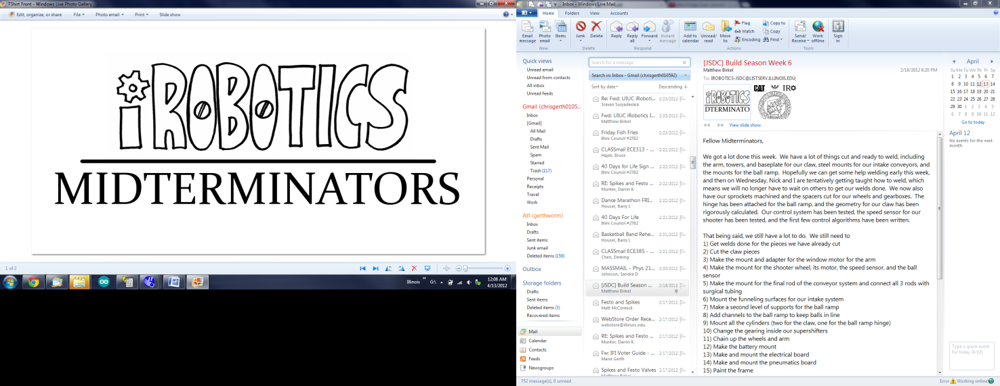 TShirt Front - Windows Live Photo Gallery
Edit, organize, or share File Photo email Print Slide show
iROBOTICS
MIDTERMINATORS
1 of 2
Illinois G:\ 12:08 AM
4/13/2012
Inbox - Windows Live Mail
Home Folders View Accounts
Email message Photo email Items Junk Delete Reply Reply all Forward Instant message Add to calendar Unread/read Move to Flag Watch Encoding Copy to Copy Find Send/Receive Work offline Sign in
New Delete Respond Actions Tools
Quick views
Unread email
Unread from contacts
All inbox
Unread feeds
Gmail (chrisgerth0105...
Inbox
[Gmail]
All Mail
Drafts
Sent Mail
Spam
Starred
Trash (117)
Personal
Receipts
Travel
Work
Att (gerthworm)
Inbox
Drafts
Sent items
Junk email
Deleted items (159)
Outbox
Storage folders
Drafts
Sent items
Deleted items (3)
Recovered items
Mail
Calendar
Contacts
Feeds
Newsgroups
752 message(s), 0 unread
Search for a message
Search in: Inbox - Gmail (chrisgerth010592)
Sort by date Descending
Re: Fwd: UIUC iRoboti... 2/23/2012
Sravan Suryadevara
Fwd: UIUC iRobotics I... 2/23/2012
Matthew Birkel
Friday Fish Fries 2/23/2012
Illini Council #2782
CLASSmail ECE313 - ... 2/22/2012
Hajek, Bruce
40 Days for Life Sign ... 2/22/2012
Illini Council #2782
RE: Spikes and Festo ... 2/22/2012
Munter, Darrin K.
Dance Marathon FRI... 2/22/2012
Houser, Barry L
40 Days For Life 2/21/2012
Illini Council #2782
Basketball Band Rehe... 2/21/2012
Houser, Barry L
CLASSmail ECE385 - ... 2/21/2012
Chen, Deming
MASSMAIL - Phys 21... 2/20/2012
Johnson, Sandra D
[JSDC] Build Season ... 2/18/2012
Matthew Birkel
Festo and Spikes 2/17/2012
Matt McCormick
WebStore Order Rece... 2/17/2012
webstore@illinois.edu
RE: Spikes and Festo ... 2/17/2012
Munter, Darrin K.
Fw: IFI Voter Guide - ... 2/17/2012
Marie Gerth
Spikes and Festo Valves 2/17/2012
Matthew Birkel
[JSDC] Build Season Week 6
Matthew Birkel 2/18/2012 8:20 PM
To: IROBOTICS-JSDC@LISTSERV.ILLINOIS.EDU;
iROBOTICS
DTERMINATO
View slide show
Fellow Midterminators,
We got a lot done this week. We have a lot of things cut and ready to weld, including
the arm, towers, and baseplate for our claw, steel mounts for our intake conveyors, and
the mounts for the ball ramp. Hopefully we can get some help welding early this week,
and then on Wednesday, Nick and I are tentatively getting taught how to weld, which
means we will no longer have to wait on others to get our welds done. We now also
have our sprockets machined and the spacers cut for our wheels and gearboxes. The
hinge has been attached for the ball ramp, and the geometry for our claw has been
rigorously calculated. Our control system has been tested, the speed sensor for our
shooter has been tested, and the first few control algorithms have been written.
That being said, we still have a lot to do. We still need to
1) Get welds done for the pieces we have already cut
2) Cut the claw pieces
3) Make the mount and adapter for the window motor for the arm
4) Make the mount for the shooter wheel, its motor, the speed sensor, and the ball
sensor
5) Make the mount for the final rod of the conveyor system and connect all 3 rods with
surgical tubing
6) Mount the funneling surfaces for our intake system
7) Make a second level of supports for the ball ramp
8) Add channels to the ball ramp to keep balls in line
9) Mount all the cylinders (two for the claw, one for the ball ramp hinge)
10) Change the gearing inside our supershifters
11) Chain up the wheels and arm
12) Make the battery mount
13) Make and mount the electrical board
14) Make and mount the pneumatics board
15) Paint the frame
April
Su Mo Tu We Th Fr Sa
1 2 3 4 5 6 7
8 9 10 11 12 13 14
15 16 17 18 19 20 21
22 23 24 25 26 27 28
29 30 1 2 3 4 5
6 7 8 9 10 11 12
Go to today
April 12
No events for the next
month
Type a quick event
for today (4/12)
Error Working online